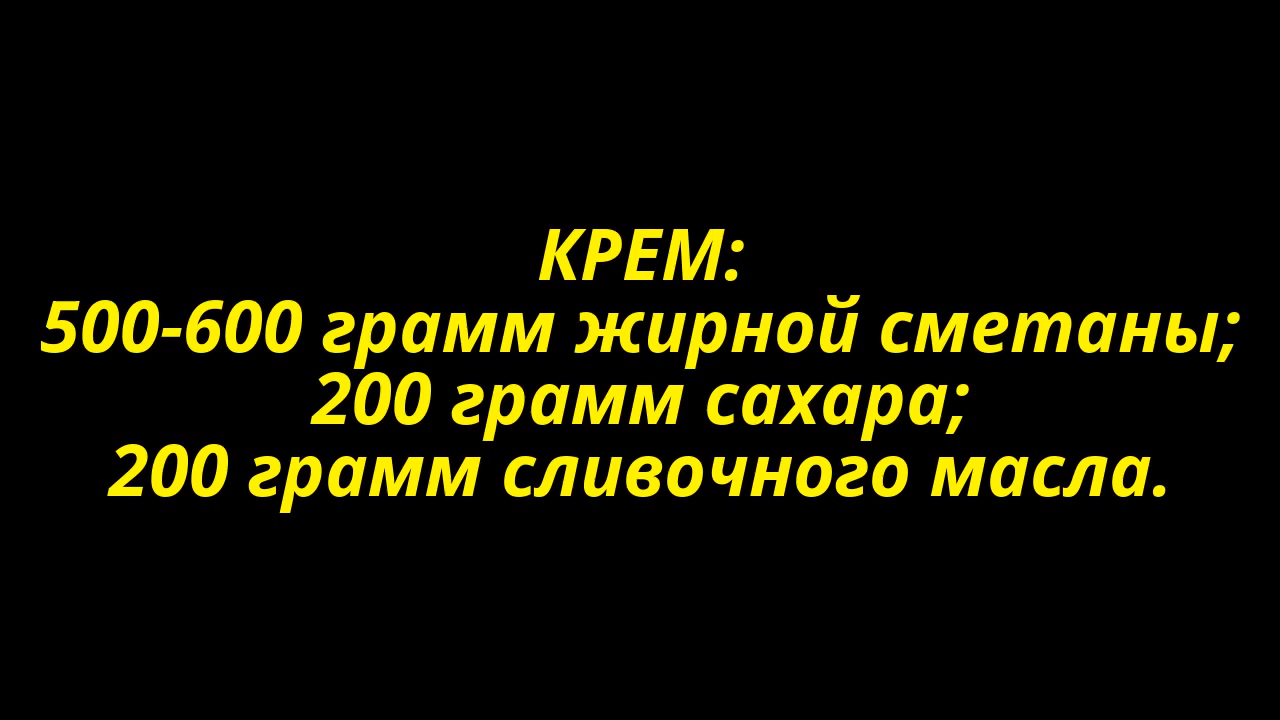 КРЕМ:
500-600 грамм жирной сметаны;
200 грамм сахара;
200 грамм сливочного масла.